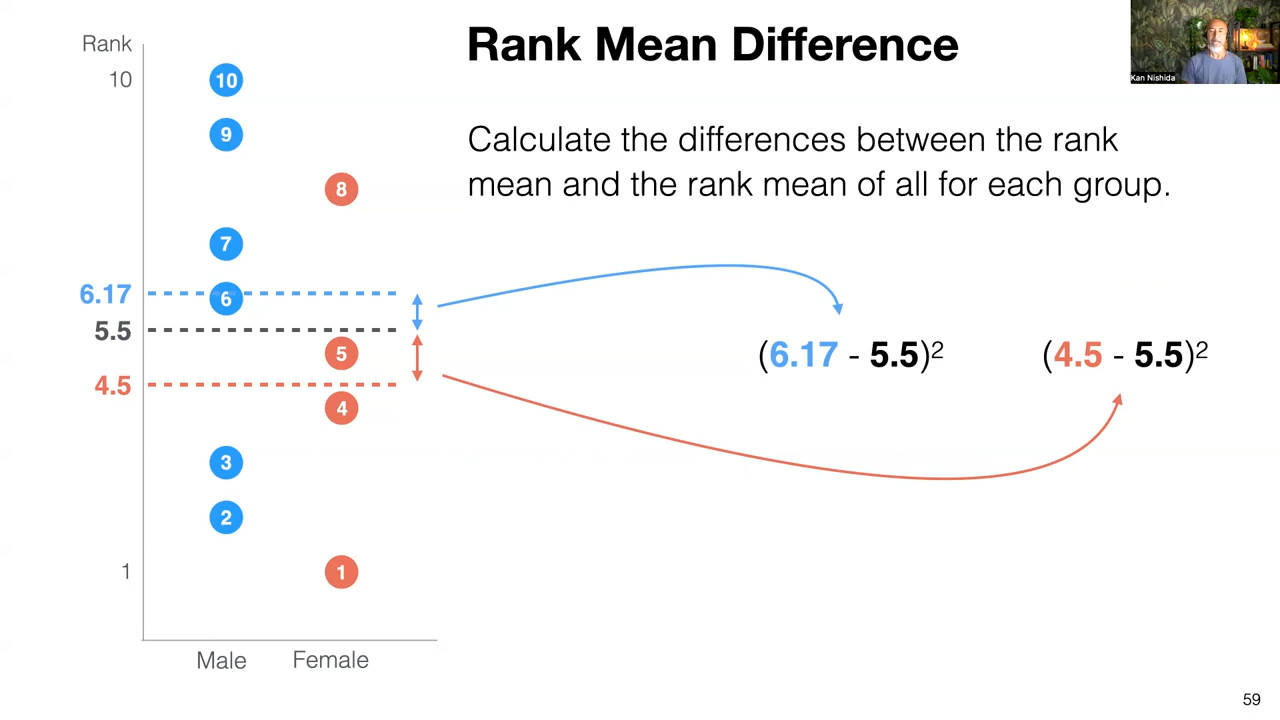 Rank Mean Difference
Kan Nishida
Calculate the differences between the rank
mean and the rank mean of all for each group.
Rank
10
10
9
8
7
6.17
6
5.5
5
4.5
4
3
2
1
1
Male Female
(6.17 - 5.5)² (4.5 - 5.5)²
59